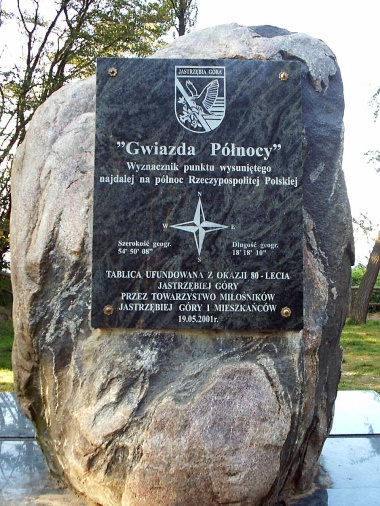 JASTRZĘBIA GÓRA
"Gwiazda Północy"
Wyznacznik punktu wysuniętego
najdalej na północ Rzeczypospolitej Polskiej
N
W E
S
Szerokość geogr.
54° 50' 08"
Długość geogr.
18° 18' 10"
TABLICA UFUNDOWANA Z OKAZJI 80 - LECIA
JASTRZĘBIEJ GÓRY
PRZEZ TOWARZYSTWO MIŁOŚNIKÓW
JASTRZĘBIEJ GÓRY I MIESZKAŃCÓW
19.05.2001r.